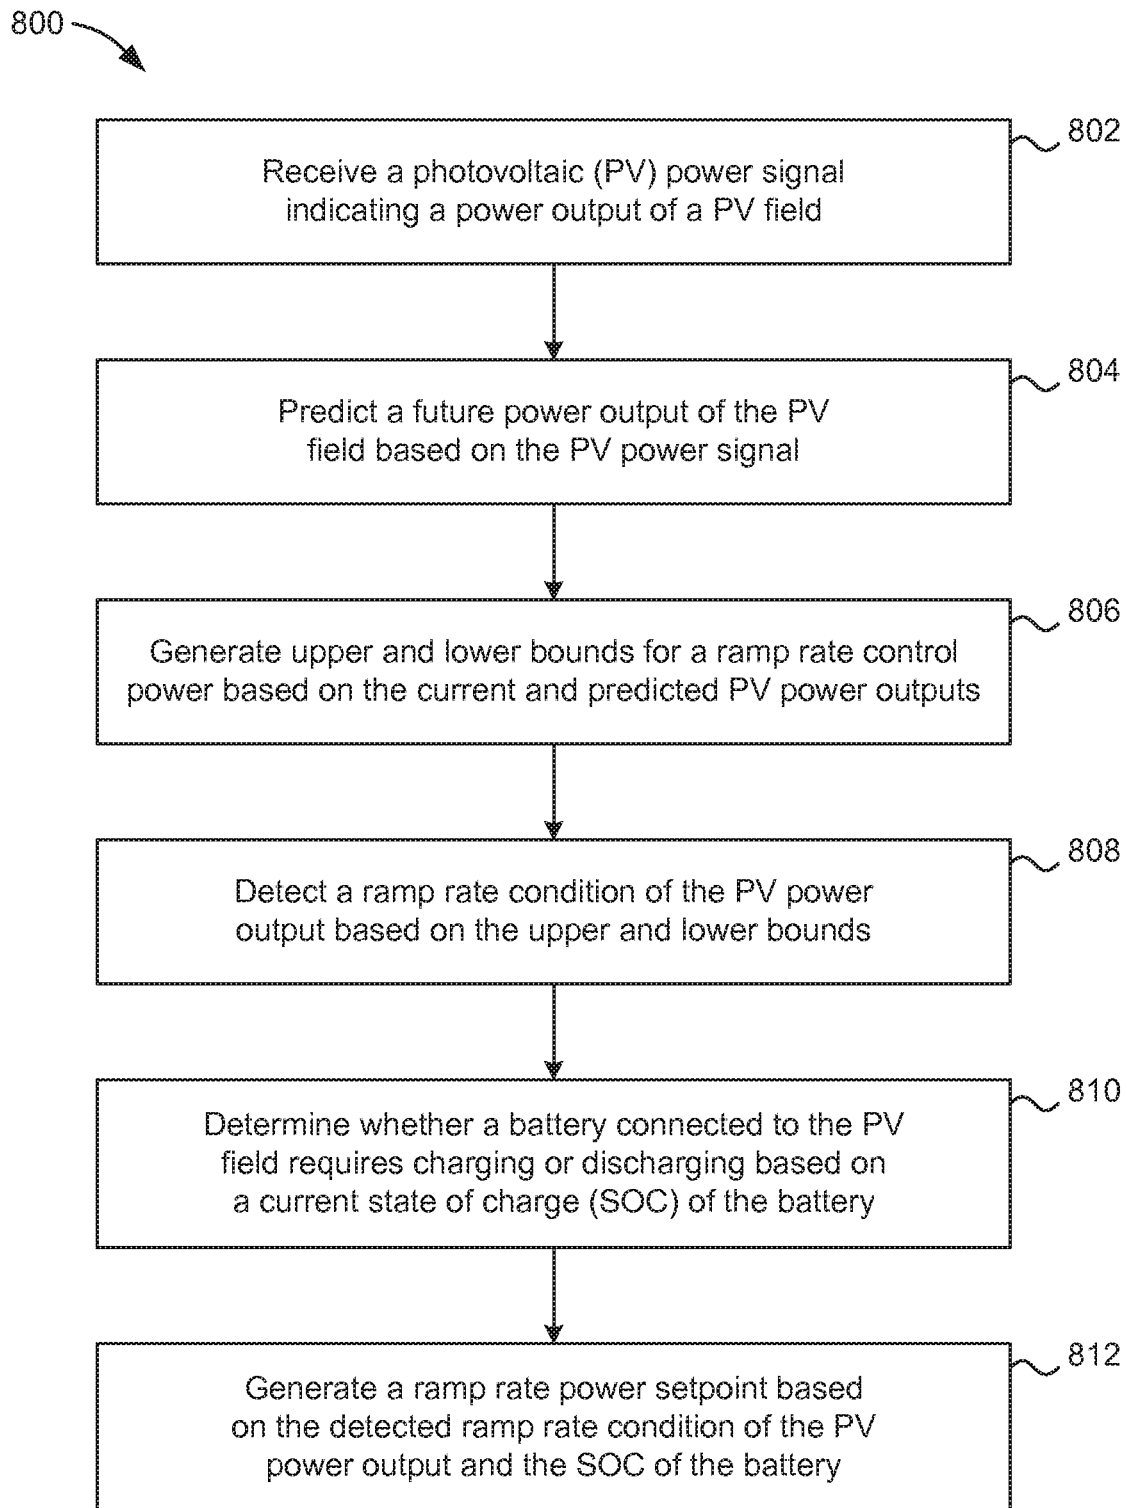 800
802
Receive a photovoltaic (PV) power signal
indicating a power output of a PV field
804
Predict a future power output of the PV
field based on the PV power signal
806
Generate upper and lower bounds for a ramp rate control
power based on the current and predicted PV power outputs
808
Detect a ramp rate condition of the PV power
output based on the upper and lower bounds
810
Determine whether a battery connected to the PV
field requires charging or discharging based on
a current state of charge (SOC) of the battery
812
Generate a ramp rate power setpoint based
on the detected ramp rate condition of the PV
power output and the SOC of the battery